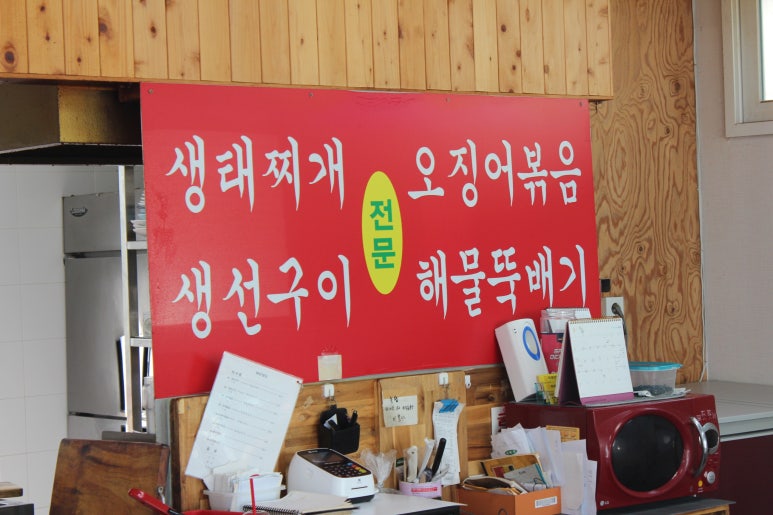 생태찌개 오징어볶음
전문
생선구이 해물뚝배기
LG